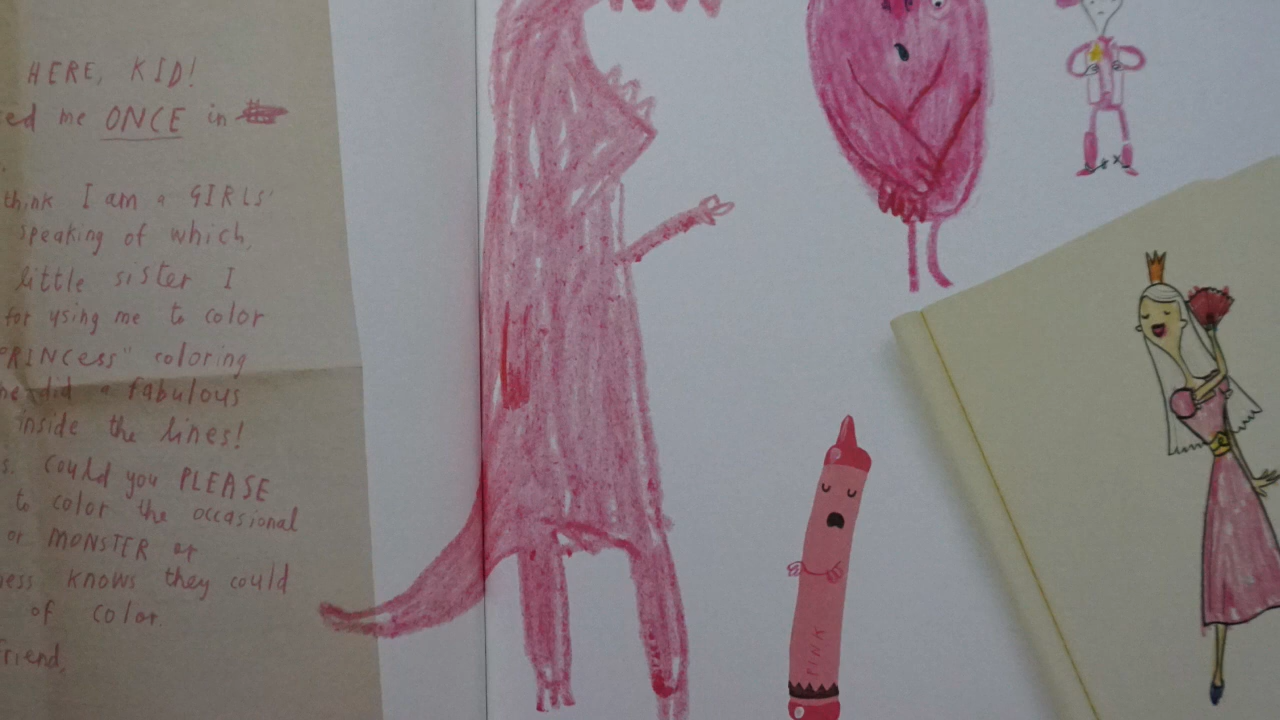 HERE, KID!
ed me ONCE in
think I am a GIRLS'
speaking of which,
little sister I
for using me to color
PRINCess" coloring
he did a fabulous
inside the lines!
s. Could you PLEASE
to color the occasional
or MONSTER or
ness knows they could
of color.
friend,
PINK